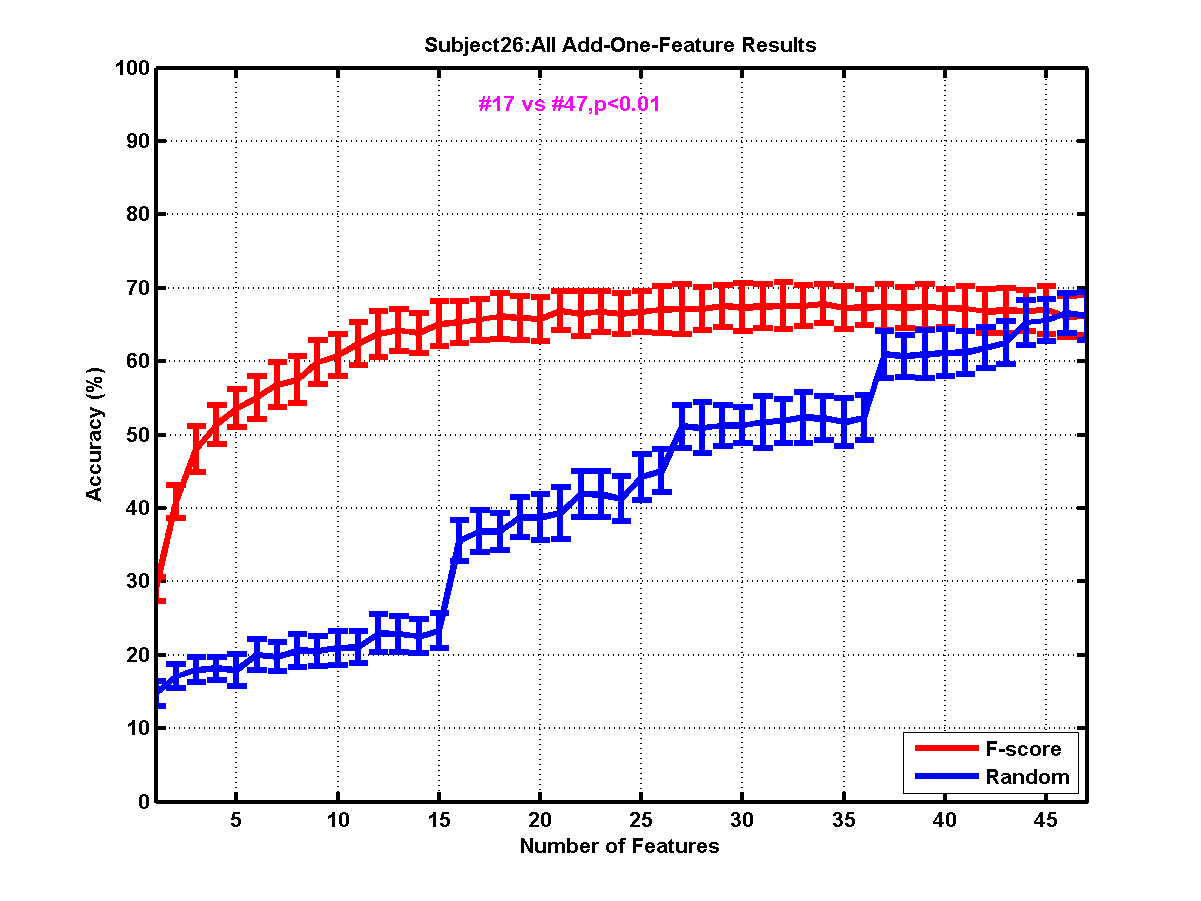 Subject26:All Add-One-Feature Results
#17 vs #47,p<0.01
Accuracy (%)
100
90
80
70
60
50
40
30
20
10
0
5 10 15 20 25 30 35 40 45
Number of Features
F-score
Random